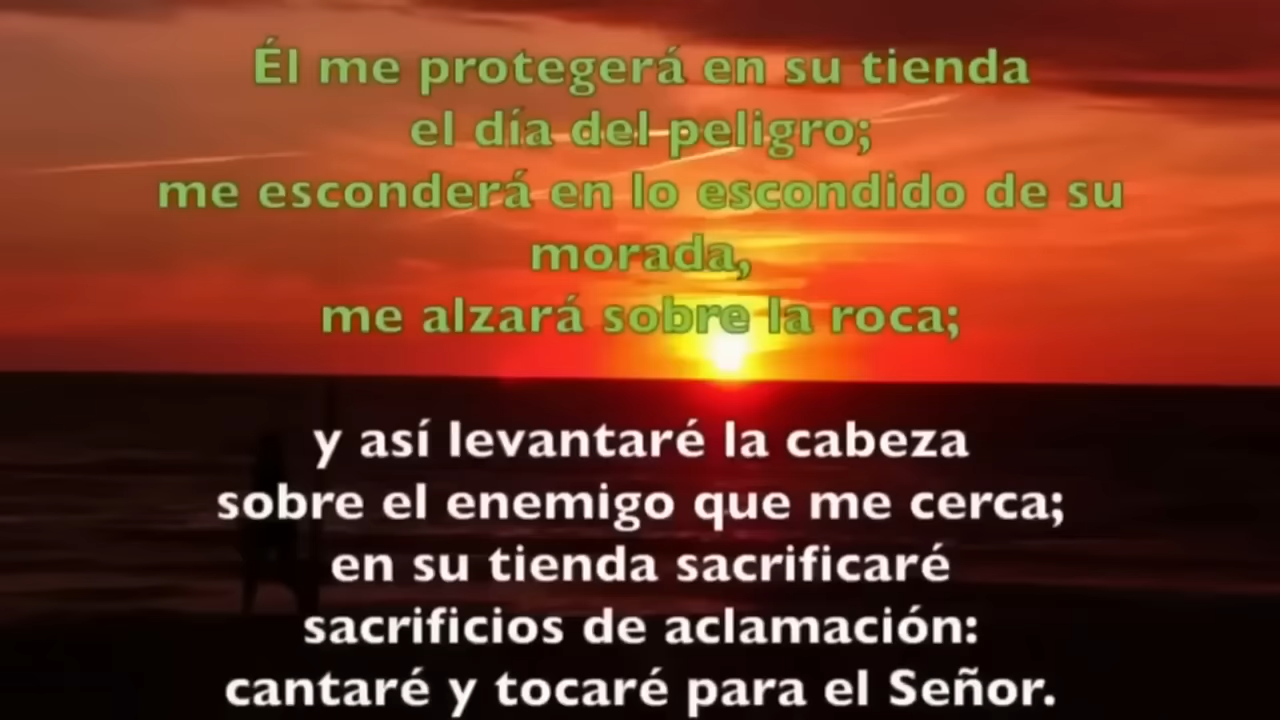 Él me protegerá en su tienda
el día del peligro;
me esconderá en lo escondido de su
morada,
me alzará sobre la roca;
y así levantaré la cabeza
sobre el enemigo que me cerca;
en su tienda sacrificaré
sacrificios de aclamación:
cantaré y tocaré para el Señor.